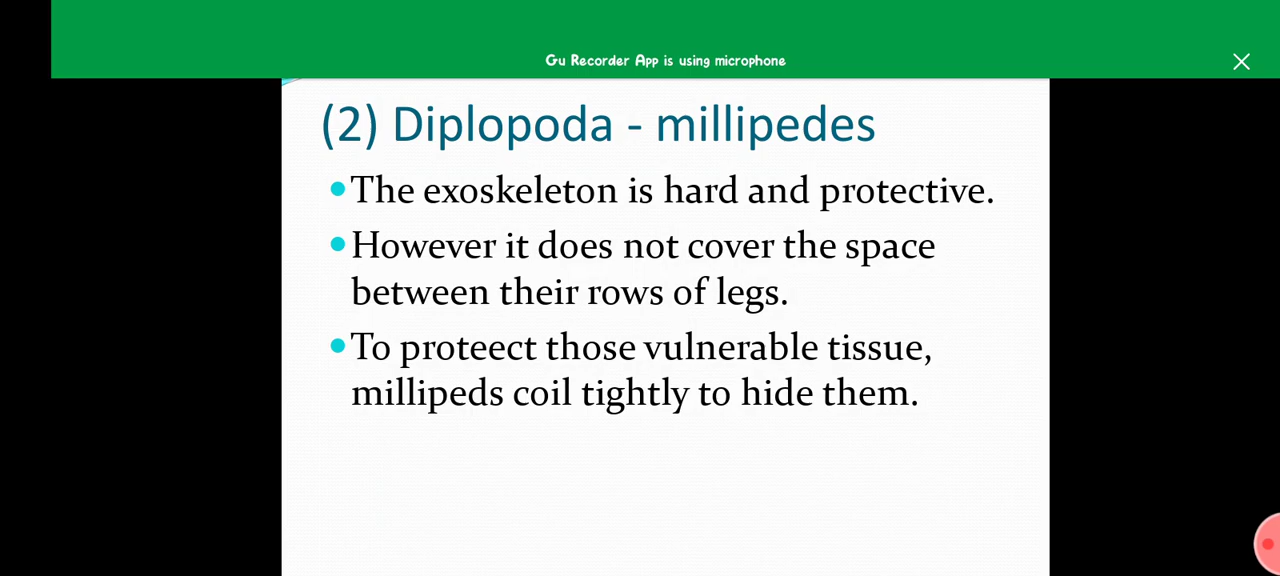 Gu Recorder App is using microphone
(2) Diplopoda - millipedes
The exoskeleton is hard and protective.
However it does not cover the space
between their rows of legs.
To proteect those vulnerable tissue,
millipeds coil tightly to hide them.